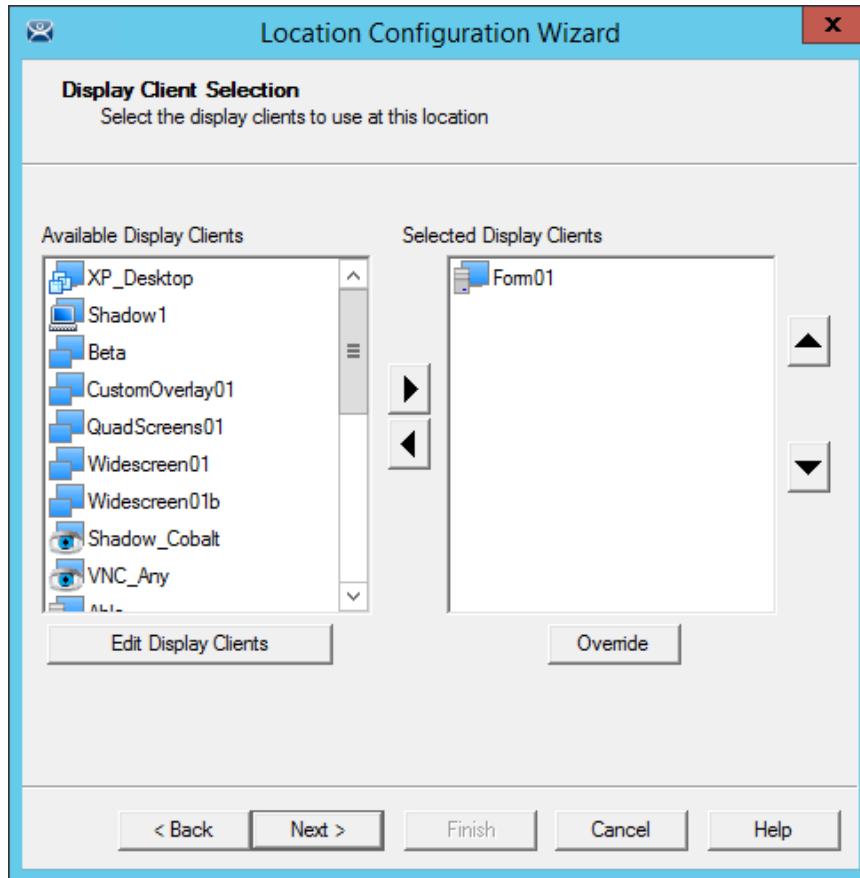 Location Configuration Wizard
x
Display Client Selection
Select the display clients to use at this location
Available Display Clients
Selected Display Clients
XP_Desktop
Shadow1
Beta
CustomOverlay01
QuadScreens01
Widescreen01
Widescreen01b
Shadow_Cobalt
VNC_Any
Form01
Edit Display Clients
Override
< Back
Next >
Finish
Cancel
Help